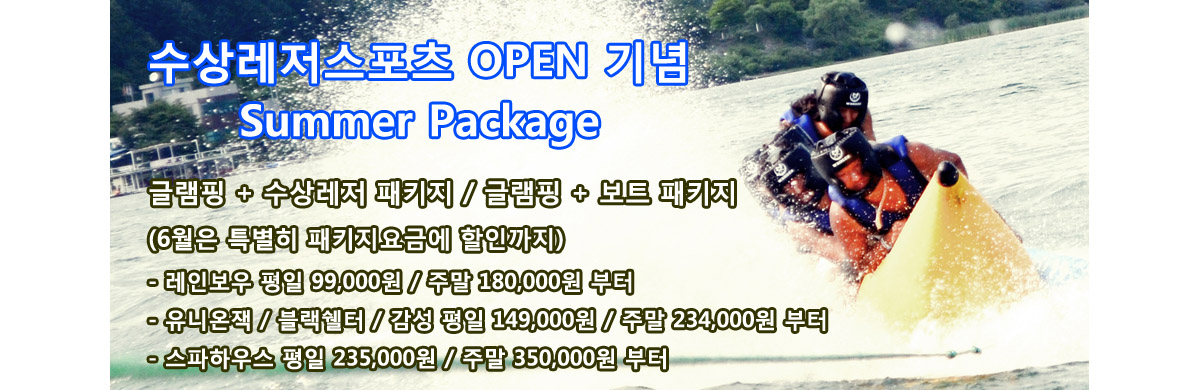 수상레저스포츠 OPEN 기념
Summer Package
글램핑 + 수상레저 패키지 / 글램핑 + 보트 패키지
(6월은 특별히 패키지요금에 할인까지)
- 레인보우 평일 99,000원 / 주말 180,000원 부터
- 유니온잭 / 블랙쉘터 / 감성 평일 149,000원 / 주말 234,000원 부터
- 스파하우스 평일 235,000원 / 주말 350,000원 부터